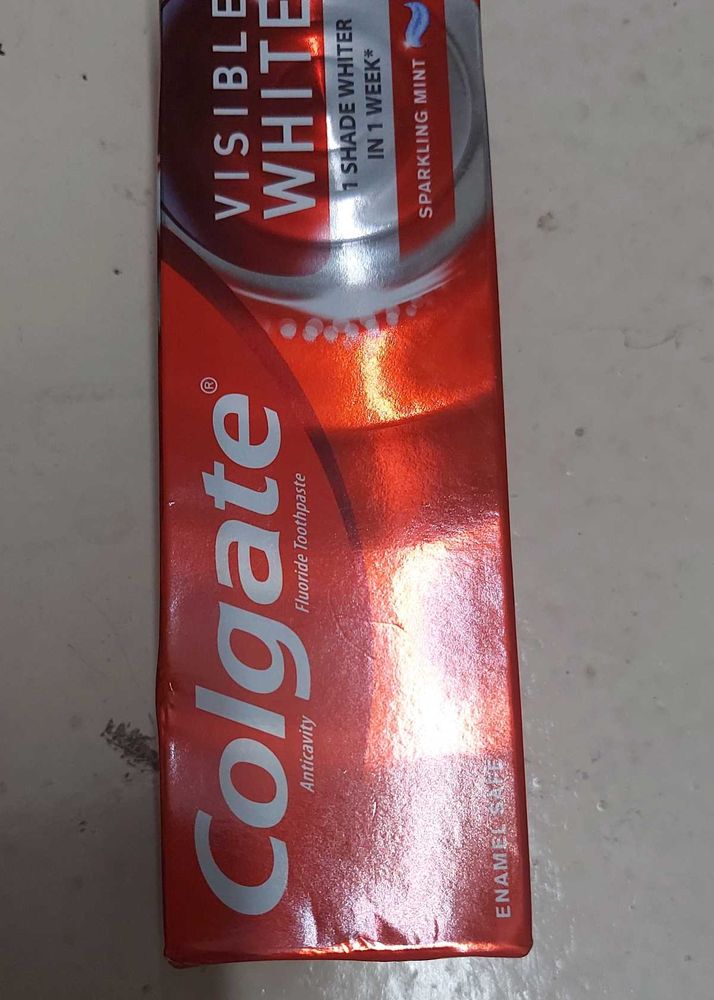 Colgate®
Anticavity Fluoride Toothpaste
ENAMEL SAFE
VISIBLE
WHITE
1 SHADE WHITER
IN 1 WEEK*
SPARKLING MINT